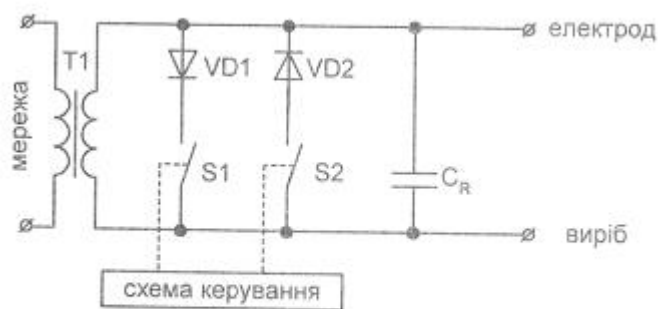 електрод
T1
VD1
VD2
мережа
S1
S2
C_R
виріб
схема керування